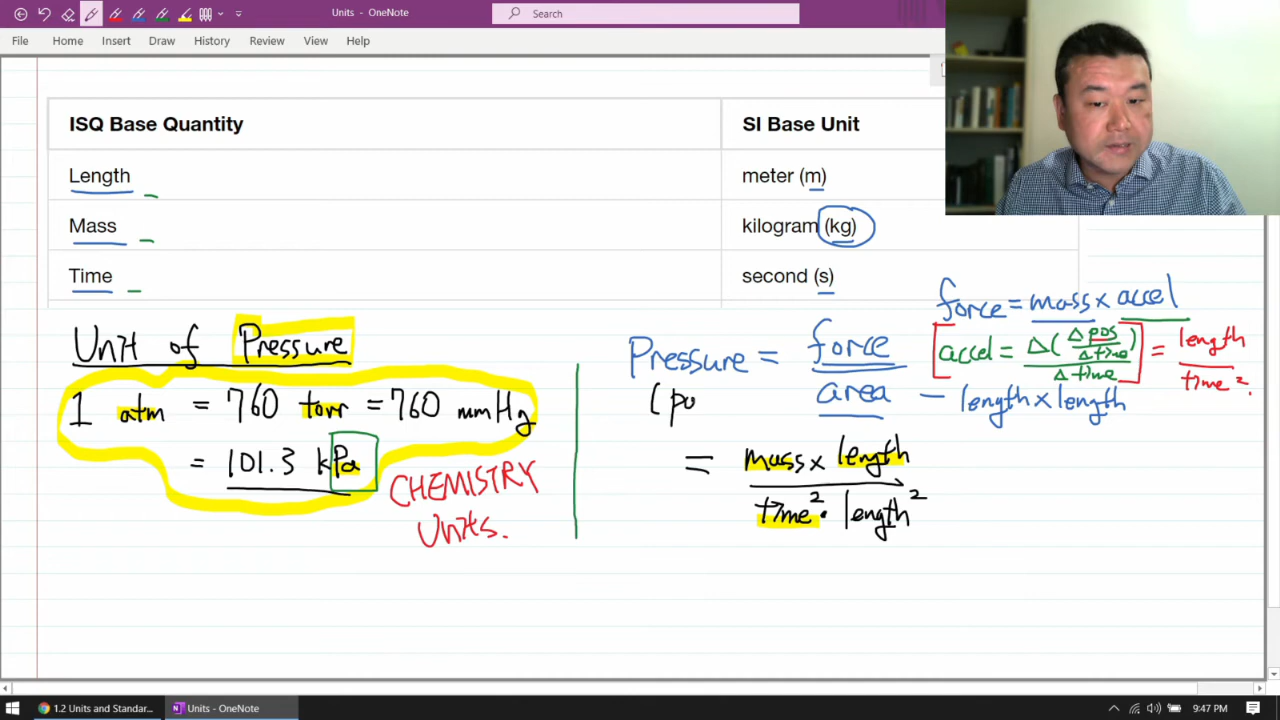 Units - OneNote
Search
File Home Insert Draw History Review View Help
ISQ Base Quantity SI Base Unit
Length meter (m)
Mass kilogram (kg)
Time second (s)
Unit of Pressure
1 atm = 760 torr = 760 mmHg
= 101.3 kPa
CHEMISTRY
Units.
force = mass x accel
Pressure = force / area
[accel = Δ(Δpos / Δtime) / Δtime] = length / time².
— length x length
(po
= mass x length / time² · length²
1.2 Units and Standar... Units - OneNote 9:47 PM